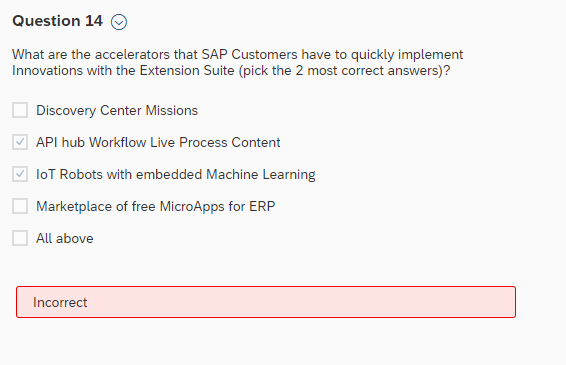 Question 14
What are the accelerators that SAP Customers have to quickly implement
Innovations with the Extension Suite (pick the 2 most correct answers)?
Discovery Center Missions
API hub Workflow Live Process Content
IoT Robots with embedded Machine Learning
Marketplace of free MicroApps for ERP
All above
Incorrect